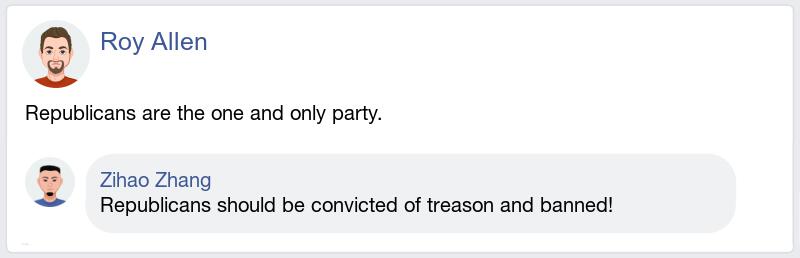 Roy Allen
Republicans are the one and only party.
Zihao Zhang
Republicans should be convicted of treason and banned!